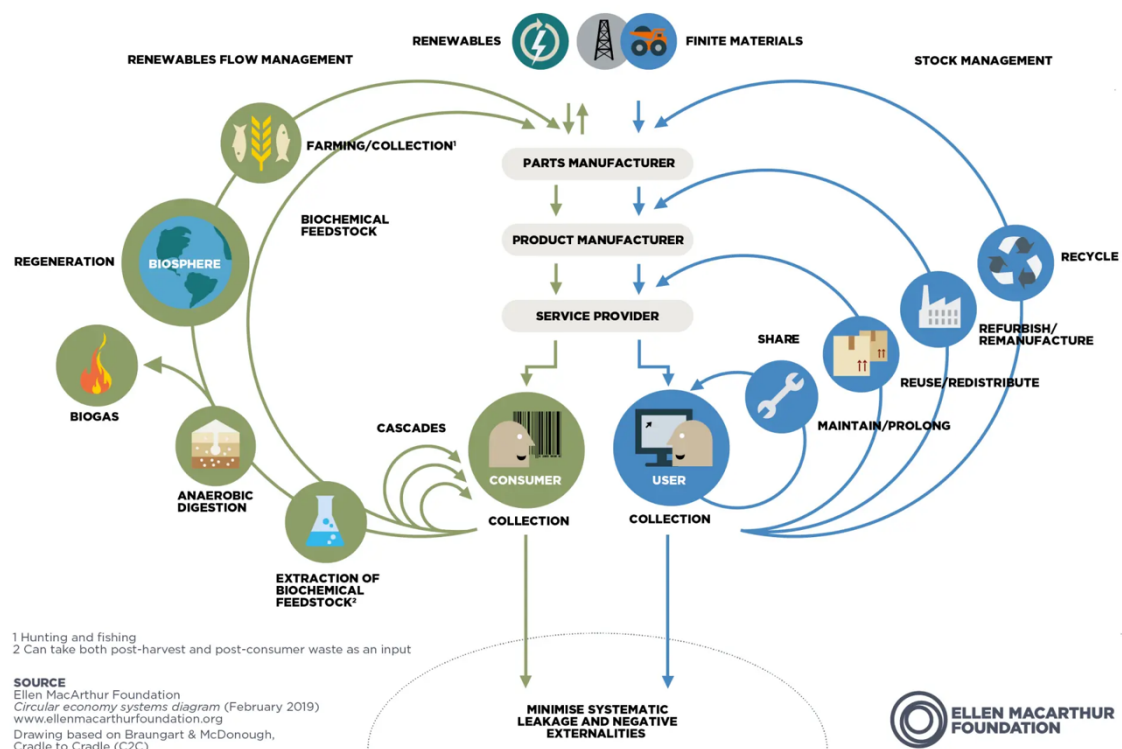 RENEWABLES
FINITE MATERIALS
RENEWABLES FLOW MANAGEMENT
STOCK MANAGEMENT
FARMING/COLLECTION¹
PARTS MANUFACTURER
BIOCHEMICAL
FEEDSTOCK
PRODUCT MANUFACTURER
REGENERATION
BIOSPHERE
RECYCLE
SERVICE PROVIDER
SHARE
REFURBISH/
REMANUFACTURE
REUSE/REDISTRIBUTE
BIOGAS
CASCADES
MAINTAIN/PROLONG
CONSUMER
USER
ANAEROBIC
DIGESTION
COLLECTION
COLLECTION
EXTRACTION OF
BIOCHEMICAL
FEEDSTOCK²
1 Hunting and fishing
2 Can take both post-harvest and post-consumer waste as an input
SOURCE
Ellen MacArthur Foundation
Circular economy systems diagram (February 2019)
www.ellenmacarthurfoundation.org
Drawing based on Braungart & McDonough,
Cradle to Cradle (C2C)
MINIMISE SYSTEMATIC
LEAKAGE AND NEGATIVE
EXTERNALITIES
ELLEN MACARTHUR
FOUNDATION